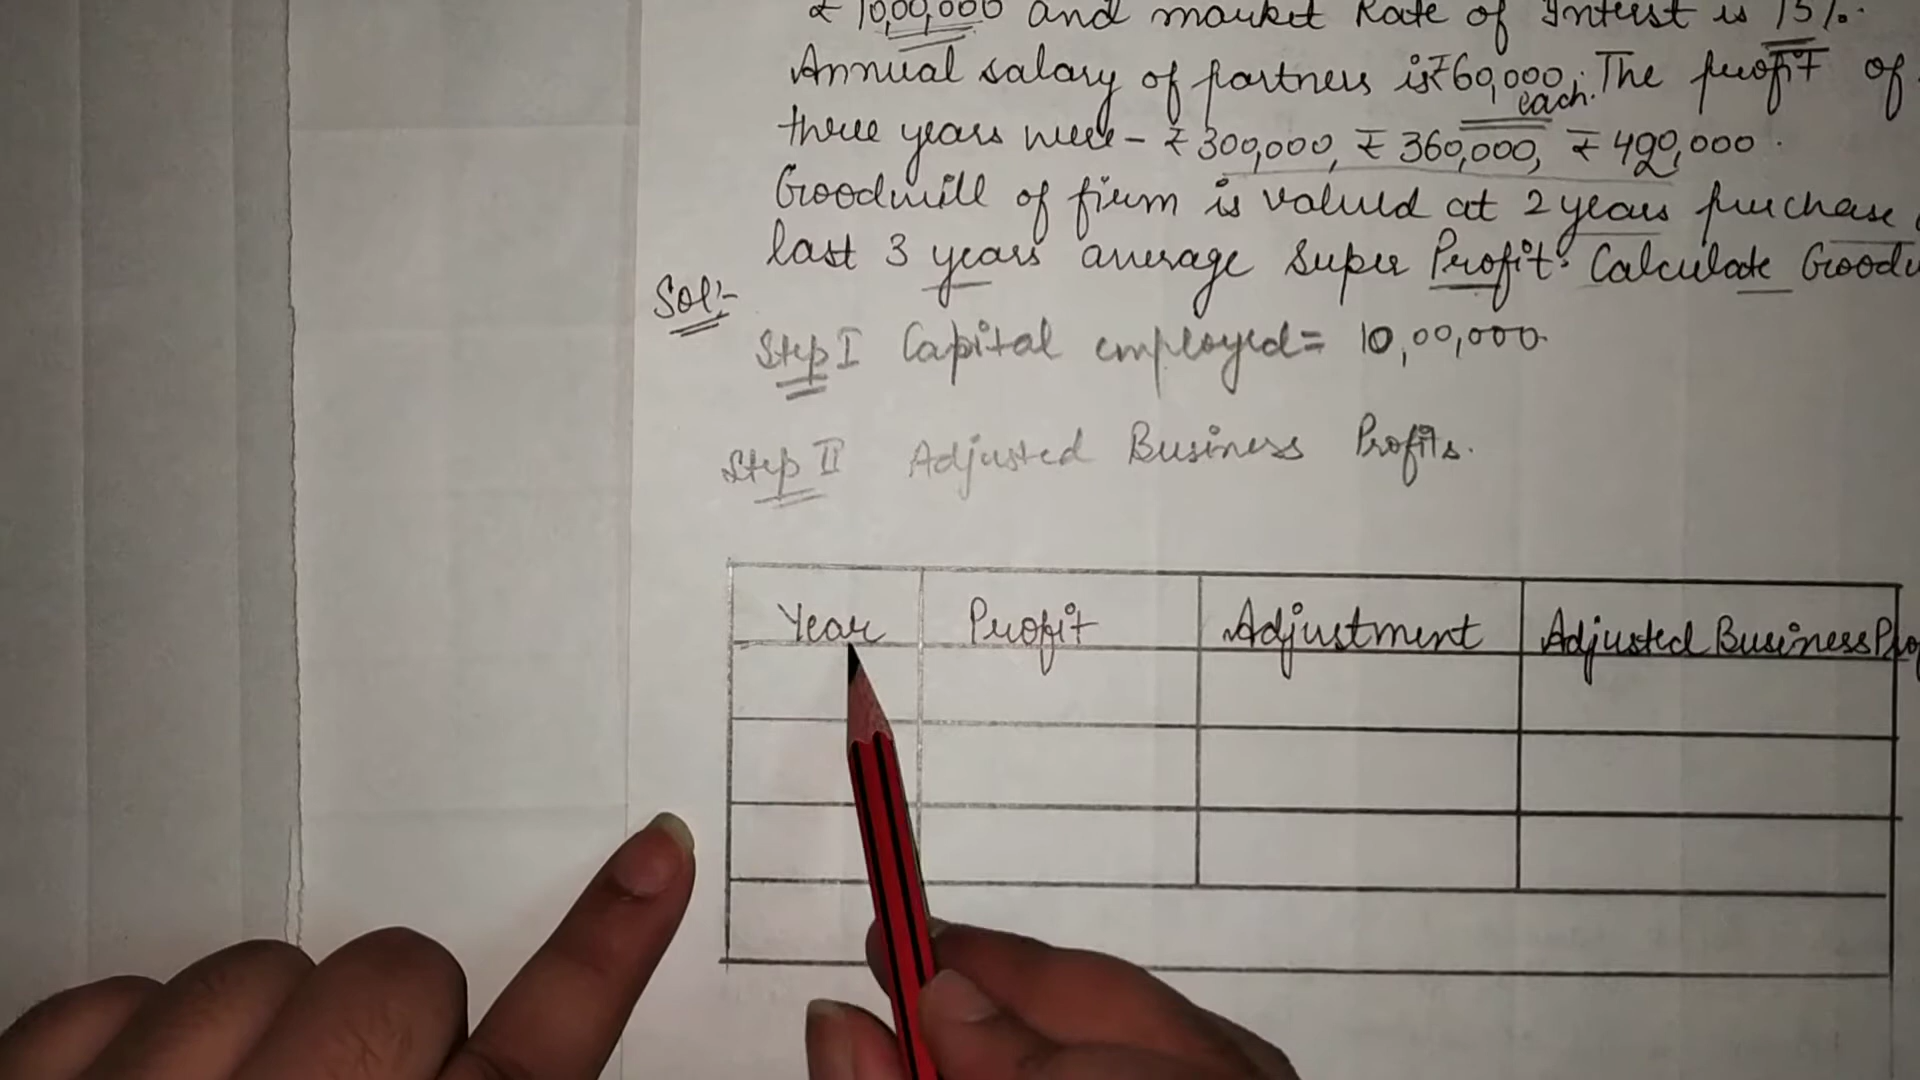 ₹ 10,00,000 and market Rate of Interst is 15%.
Annual salary of partners is ₹60,000 each. The profit of
three years were - ₹ 300,000, ₹ 360,000, ₹ 420,000.
Goodwill of firm is valued at 2 years purchase
last 3 years average Super Profit. Calculate
Sol:-
Step I Capital employed = 10,00,000.
Step II Adjusted Business Profits.
Year Profit Adjustment Adjusted Business